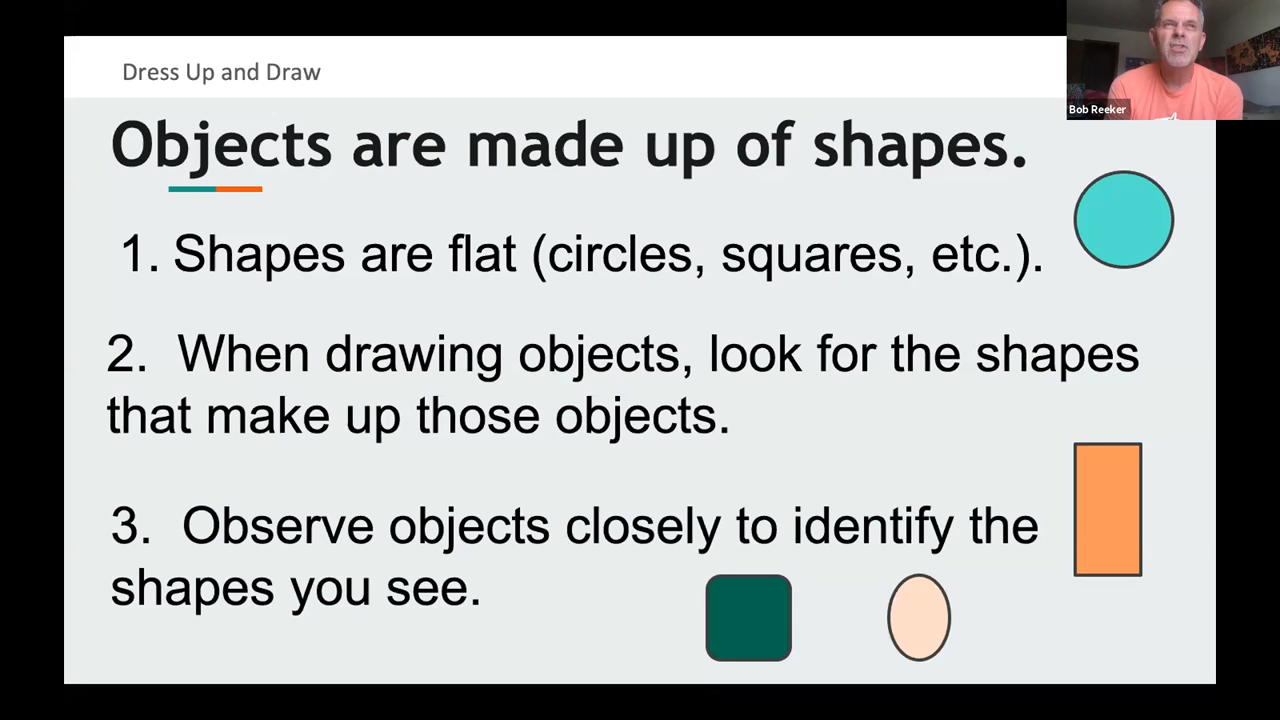 Dress Up and Draw
Bob Reeker
Objects are made up of shapes.
1. Shapes are flat (circles, squares, etc.).
2. When drawing objects, look for the shapes
that make up those objects.
3. Observe objects closely to identify the
shapes you see.